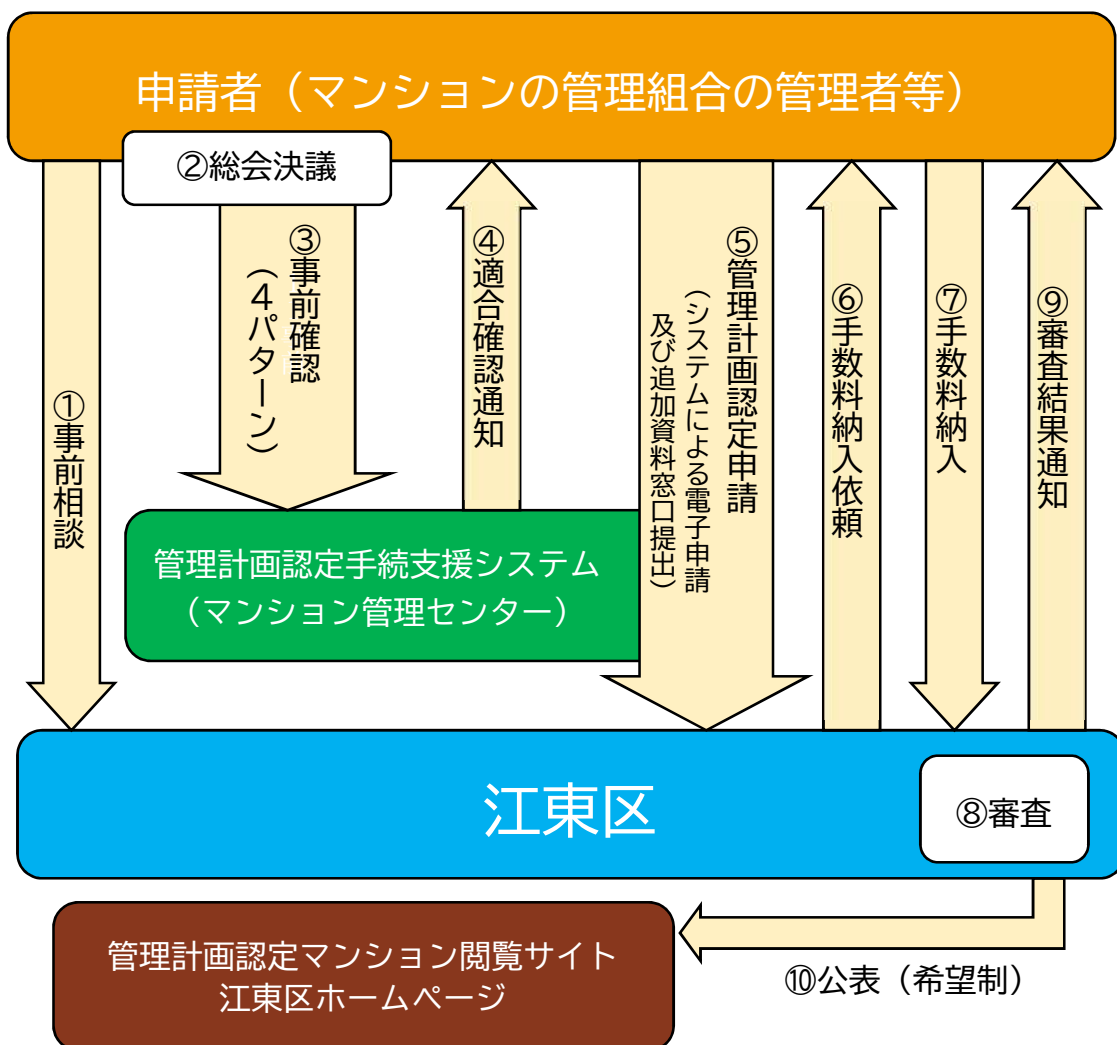 申請者（マンションの管理組合の管理者等）
②総会決議
①事前相談
③事前確認
（４パターン）
④適合確認通知
⑤管理計画認定申請
（システムによる電子申請
及び追加資料窓口提出）
⑥手数料納入依頼
⑦手数料納入
⑨審査結果通知
管理計画認定手続支援システム
（マンション管理センター）
江東区
⑧審査
管理計画認定マンション閲覧サイト
江東区ホームページ
⑩公表（希望制）